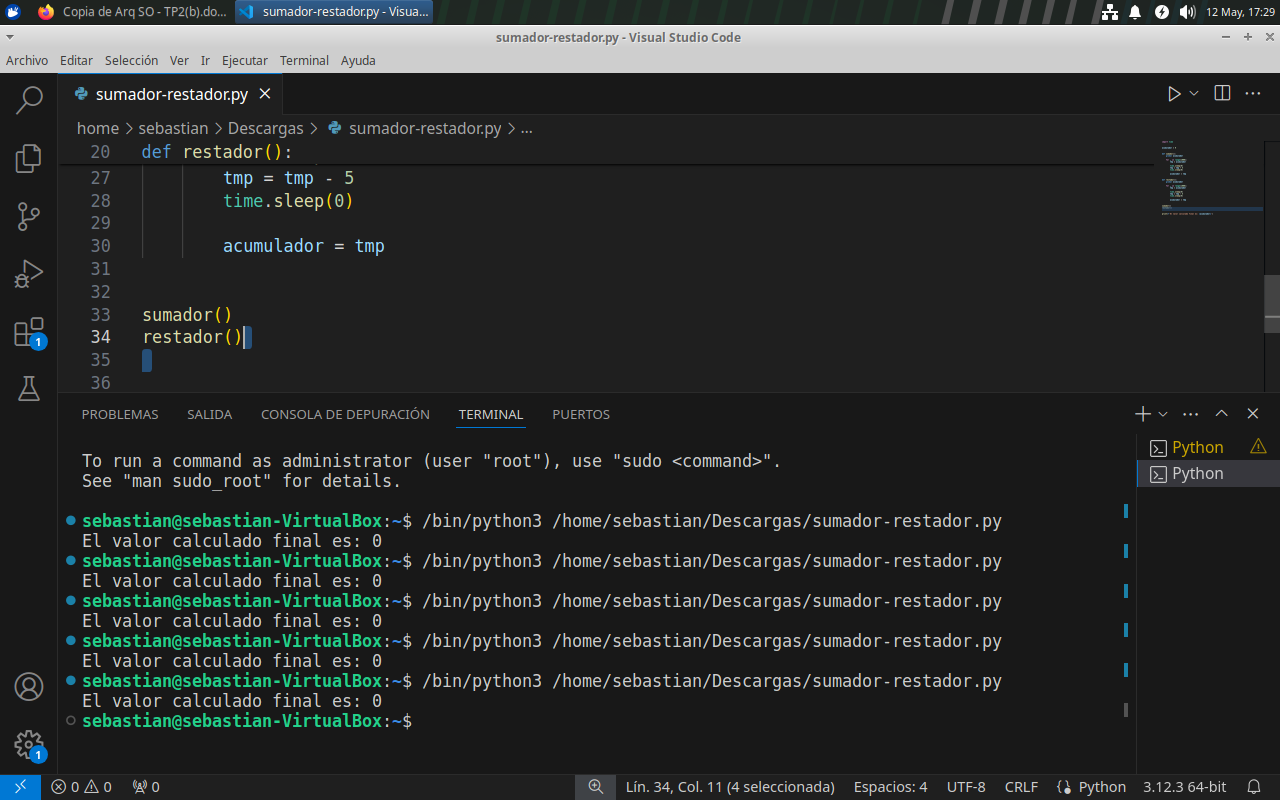 Copia de Arq SO - TP2(b).do...
sumador-restador.py - Visua...
12 May, 17:29
sumador-restador.py - Visual Studio Code
Archivo Editar Selección Ver Ir Ejecutar Terminal Ayuda
sumador-restador.py
home > sebastian > Descargas > sumador-restador.py > ...
20 def restador():
27 tmp = tmp - 5
28 time.sleep(0)
29
30 acumulador = tmp
31
32
33 sumador()
34 restador()
35
36
PROBLEMAS SALIDA CONSOLA DE DEPURACIÓN TERMINAL PUERTOS
Python
Python
To run a command as administrator (user "root"), use "sudo <command>".
See "man sudo_root" for details.
sebastian@sebastian-VirtualBox:~$ /bin/python3 /home/sebastian/Descargas/sumador-restador.py
El valor calculado final es: 0
sebastian@sebastian-VirtualBox:~$ /bin/python3 /home/sebastian/Descargas/sumador-restador.py
El valor calculado final es: 0
sebastian@sebastian-VirtualBox:~$ /bin/python3 /home/sebastian/Descargas/sumador-restador.py
El valor calculado final es: 0
sebastian@sebastian-VirtualBox:~$ /bin/python3 /home/sebastian/Descargas/sumador-restador.py
El valor calculado final es: 0
sebastian@sebastian-VirtualBox:~$ /bin/python3 /home/sebastian/Descargas/sumador-restador.py
El valor calculado final es: 0
sebastian@sebastian-VirtualBox:~$
1
1
0 0 0 Lín. 34, Col. 11 (4 seleccionada) Espacios: 4 UTF-8 CRLF Python 3.12.3 64-bit